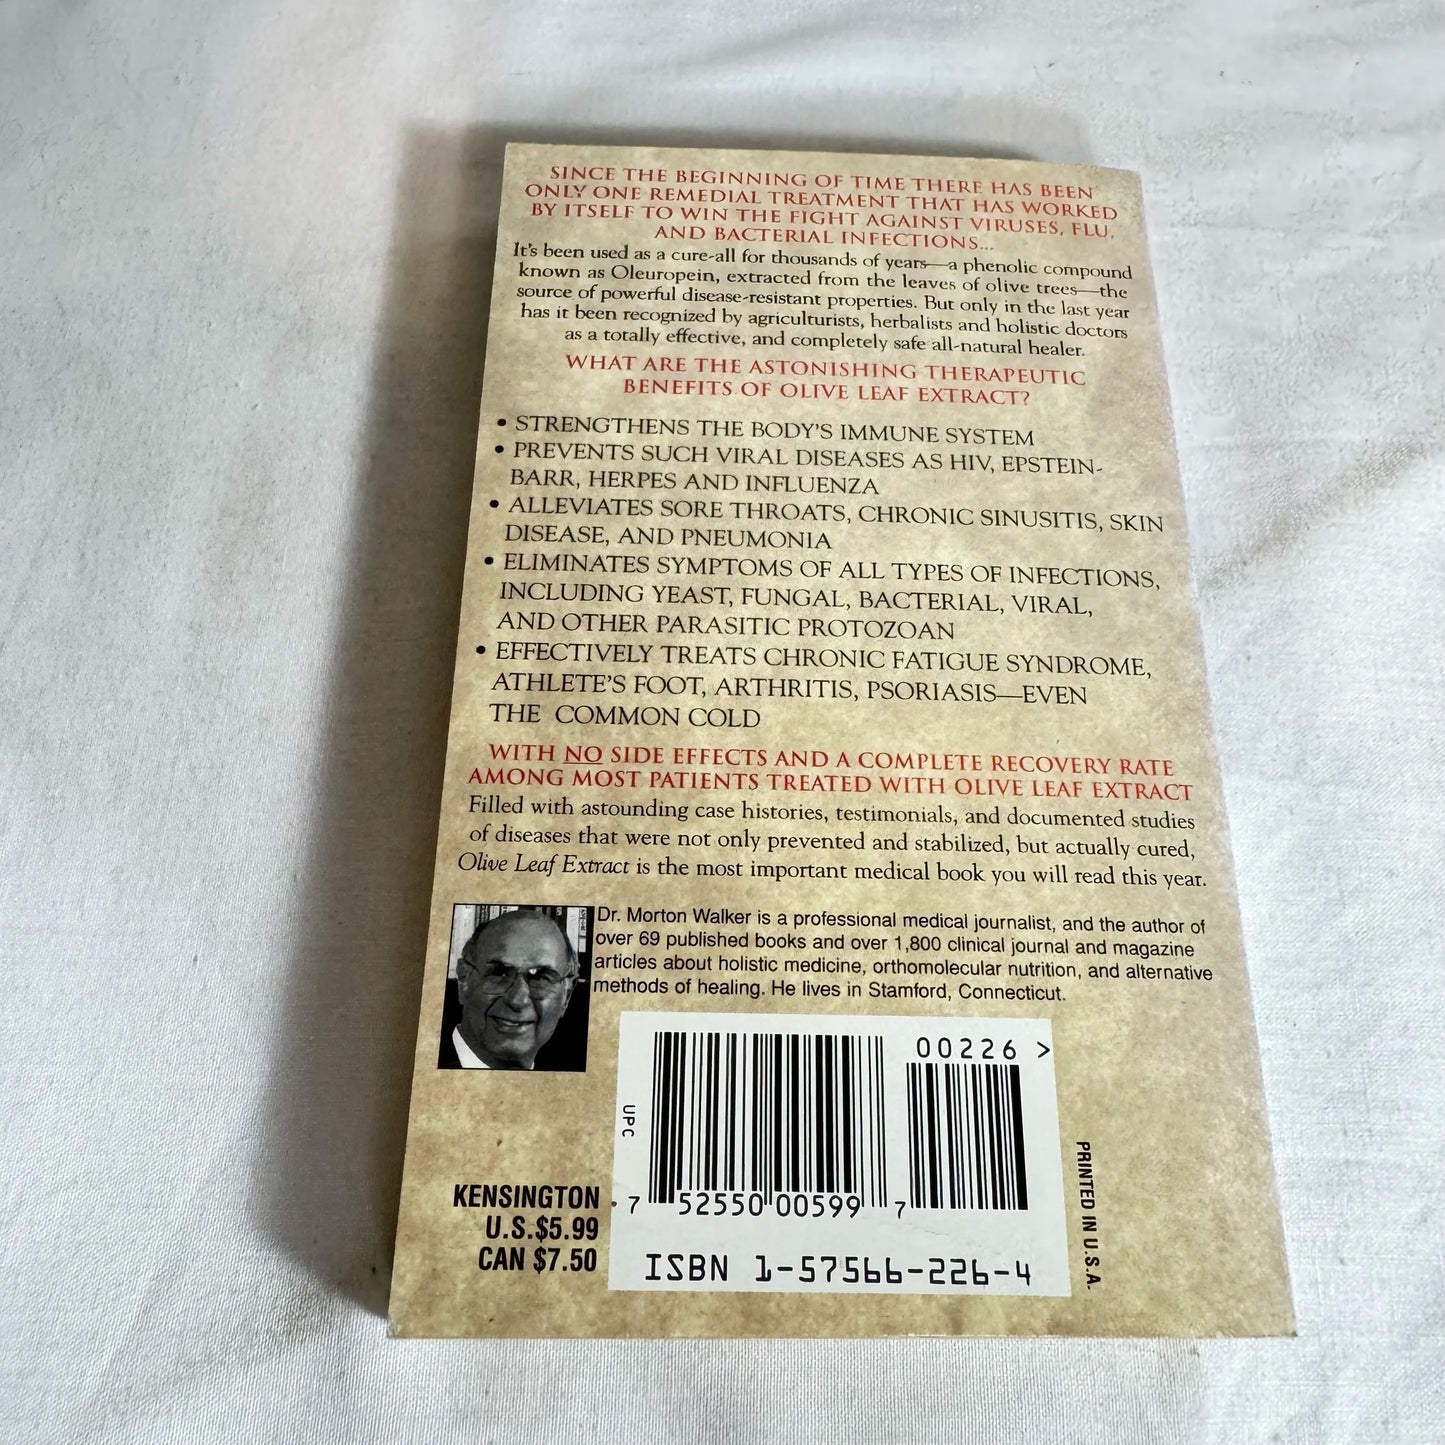 SINCE THE BEGINNING OF TIME THERE HAS BEEN
ONLY ONE REMEDIAL TREATMENT THAT HAS WORKED
BY ITSELF TO WIN THE FIGHT AGAINST VIRUSES, FLU,
AND BACTERIAL INFECTIONS...
It's been used as a cure-all for thousands of years—a phenolic compound
known as Oleuropein, extracted from the leaves of olive trees—the
source of powerful disease-resistant properties. But only in the last year
has it been recognized by agriculturists, herbalists and holistic doctors
as a totally effective, and completely safe all-natural healer.
WHAT ARE THE ASTONISHING THERAPEUTIC
BENEFITS OF OLIVE LEAF EXTRACT?
• STRENGTHENS THE BODY'S IMMUNE SYSTEM
• PREVENTS SUCH VIRAL DISEASES AS HIV, EPSTEIN-
BARR, HERPES AND INFLUENZA
• ALLEVIATES SORE THROATS, CHRONIC SINUSITIS, SKIN
DISEASE, AND PNEUMONIA
• ELIMINATES SYMPTOMS OF ALL TYPES OF INFECTIONS,
INCLUDING YEAST, FUNGAL, BACTERIAL, VIRAL,
AND OTHER PARASITIC PROTOZOAN
• EFFECTIVELY TREATS CHRONIC FATIGUE SYNDROME,
ATHLETE'S FOOT, ARTHRITIS, PSORIASIS—EVEN
THE COMMON COLD
WITH NO SIDE EFFECTS AND A COMPLETE RECOVERY RATE
AMONG MOST PATIENTS TREATED WITH OLIVE LEAF EXTRACT
Filled with astounding case histories, testimonials, and documented studies
of diseases that were not only prevented and stabilized, but actually cured,
Olive Leaf Extract is the most important medical book you will read this year.
Dr. Morton Walker is a professional medical journalist, and the author of
over 69 published books and over 1,800 clinical journal and magazine
articles about holistic medicine, orthomolecular nutrition, and alternative
methods of healing. He lives in Stamford, Connecticut.
00226 >
UPC
7 52550 00599 7
ISBN 1-57566-226-4
KENSINGTON
U.S.$5.99
CAN $7.50
PRINTED IN U.S.A.